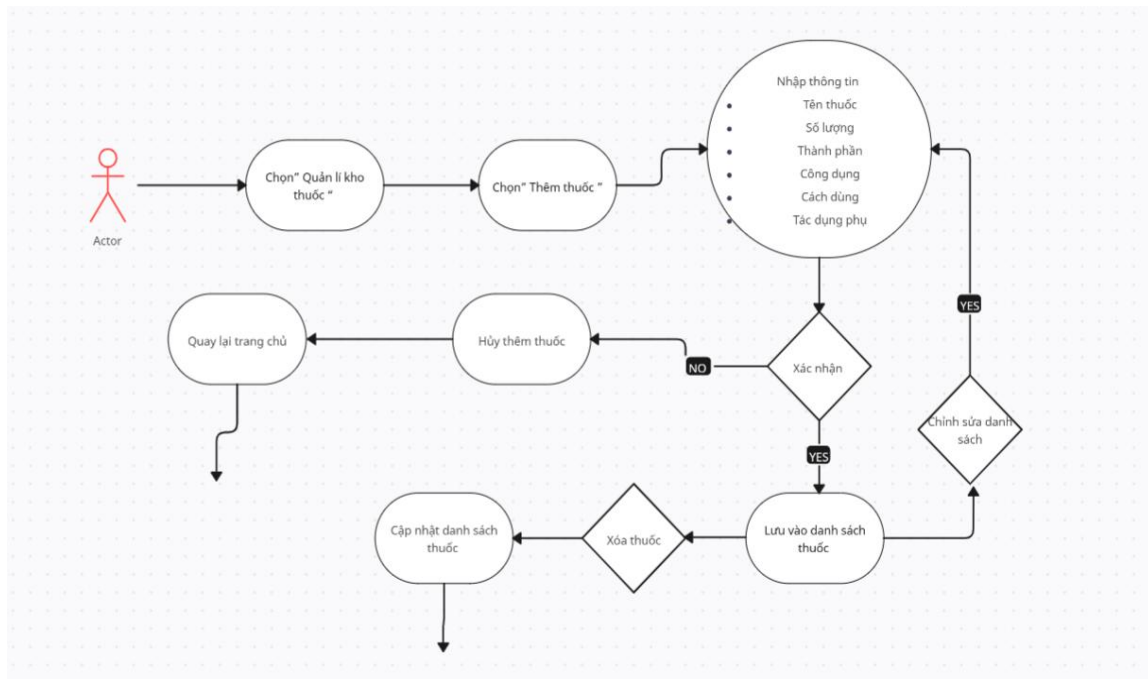 Nhập thông tin
• Tên thuốc
• Số lượng
• Thành phần
• Công dụng
• Cách dùng
• Tác dụng phụ
Actor
Chọn” Quản lí kho
thuốc “
Chọn” Thêm thuốc ”
YES
Quay lại trang chủ
Hủy thêm thuốc
NO
Xác nhận
Chỉnh sửa danh
sách
YES
Cập nhật danh sách
thuốc
Xóa thuốc
Lưu vào danh sách
thuốc